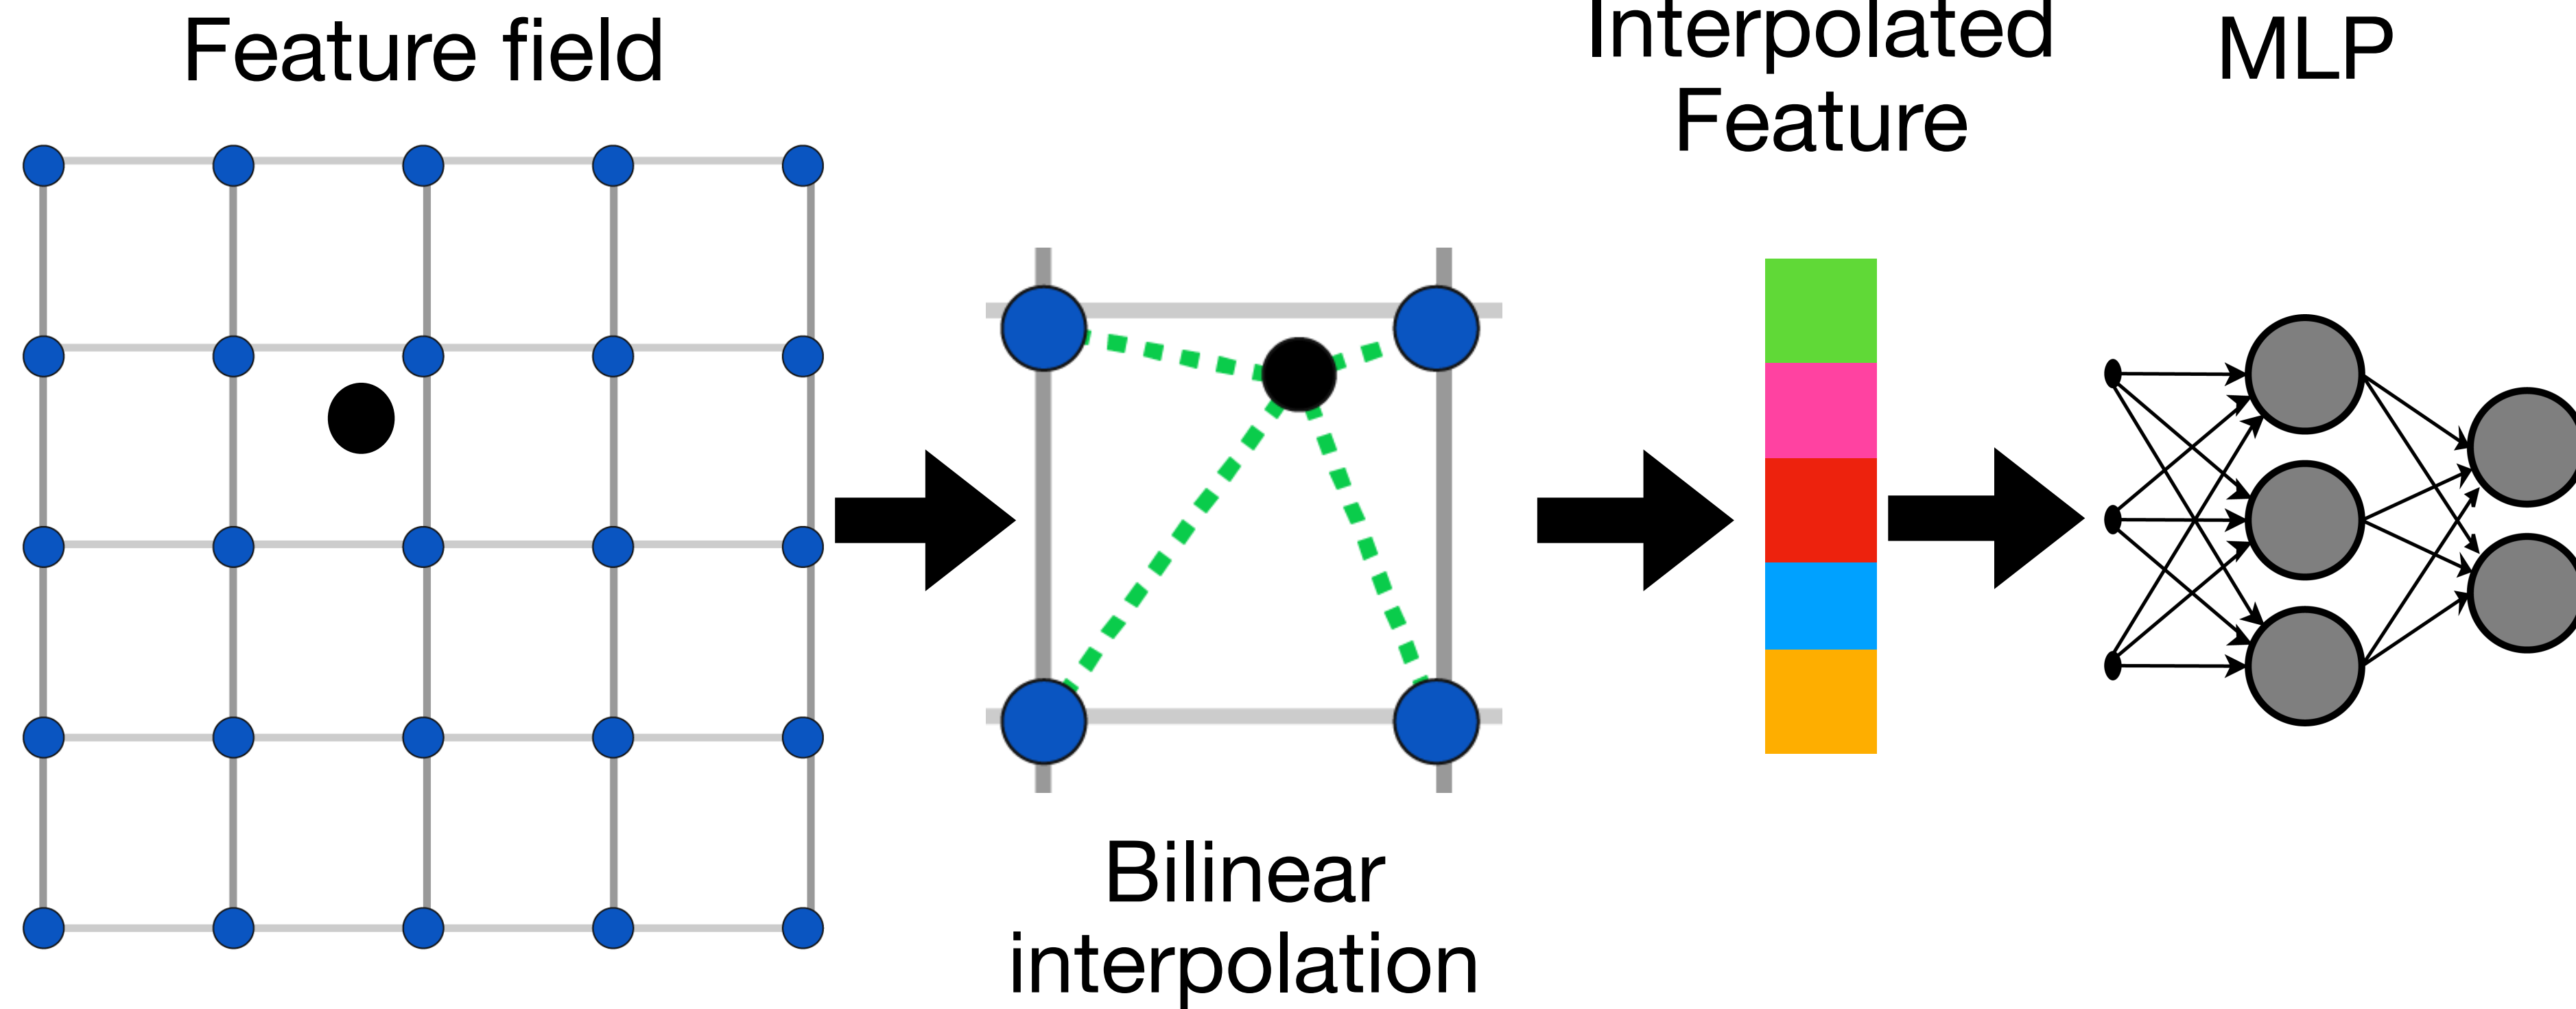 Feature field
Interpolated
Feature
MLP
Bilinear
interpolation